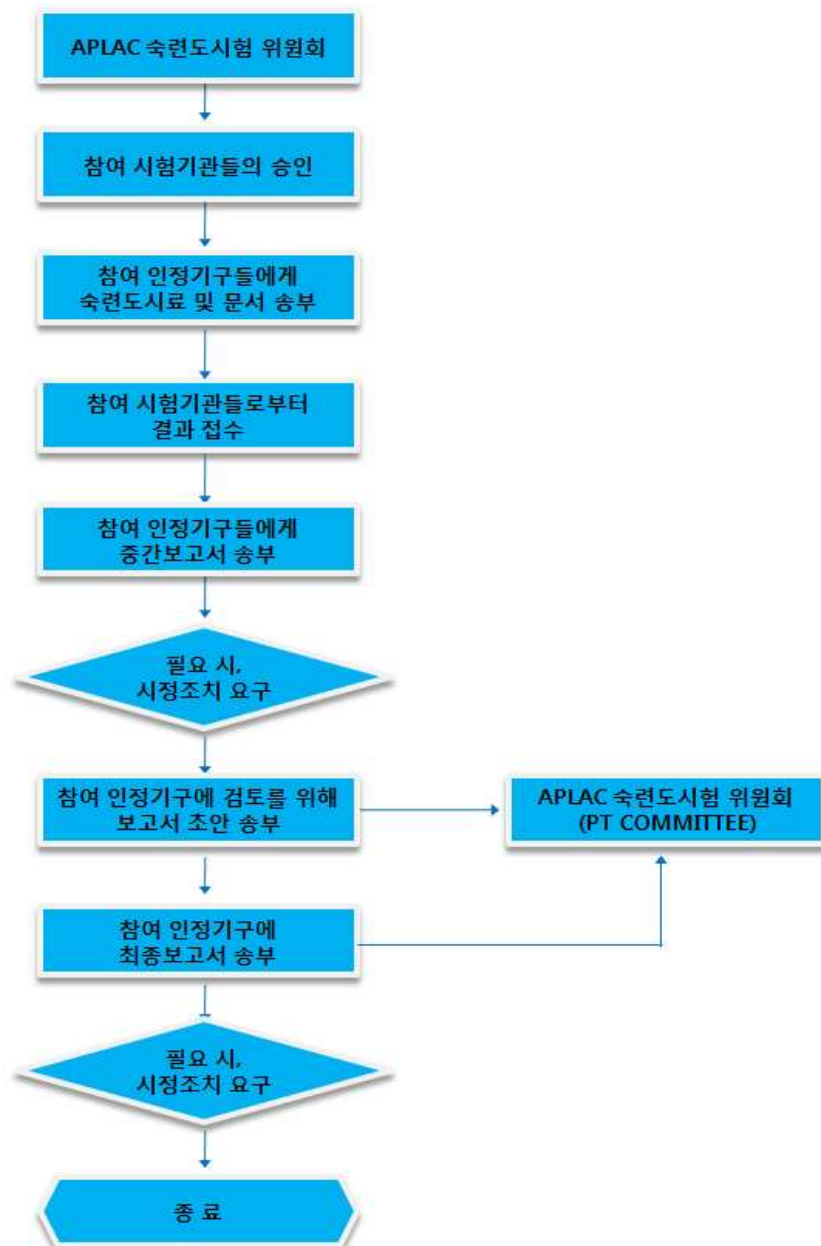 APLAC 숙련도시험 위원회
참여 시험기관들의 승인
참여 인정기구들에게
숙련도시료 및 문서 송부
참여 시험기관들로부터
결과 접수
참여 인정기구들에게
중간보고서 송부
필요 시,
시정조치 요구
참여 인정기구에 검토를 위해
보고서 초안 송부
APLAC 숙련도시험 위원회
(PT COMMITTEE)
참여 인정기구에
최종보고서 송부
필요 시,
시정조치 요구
종 료